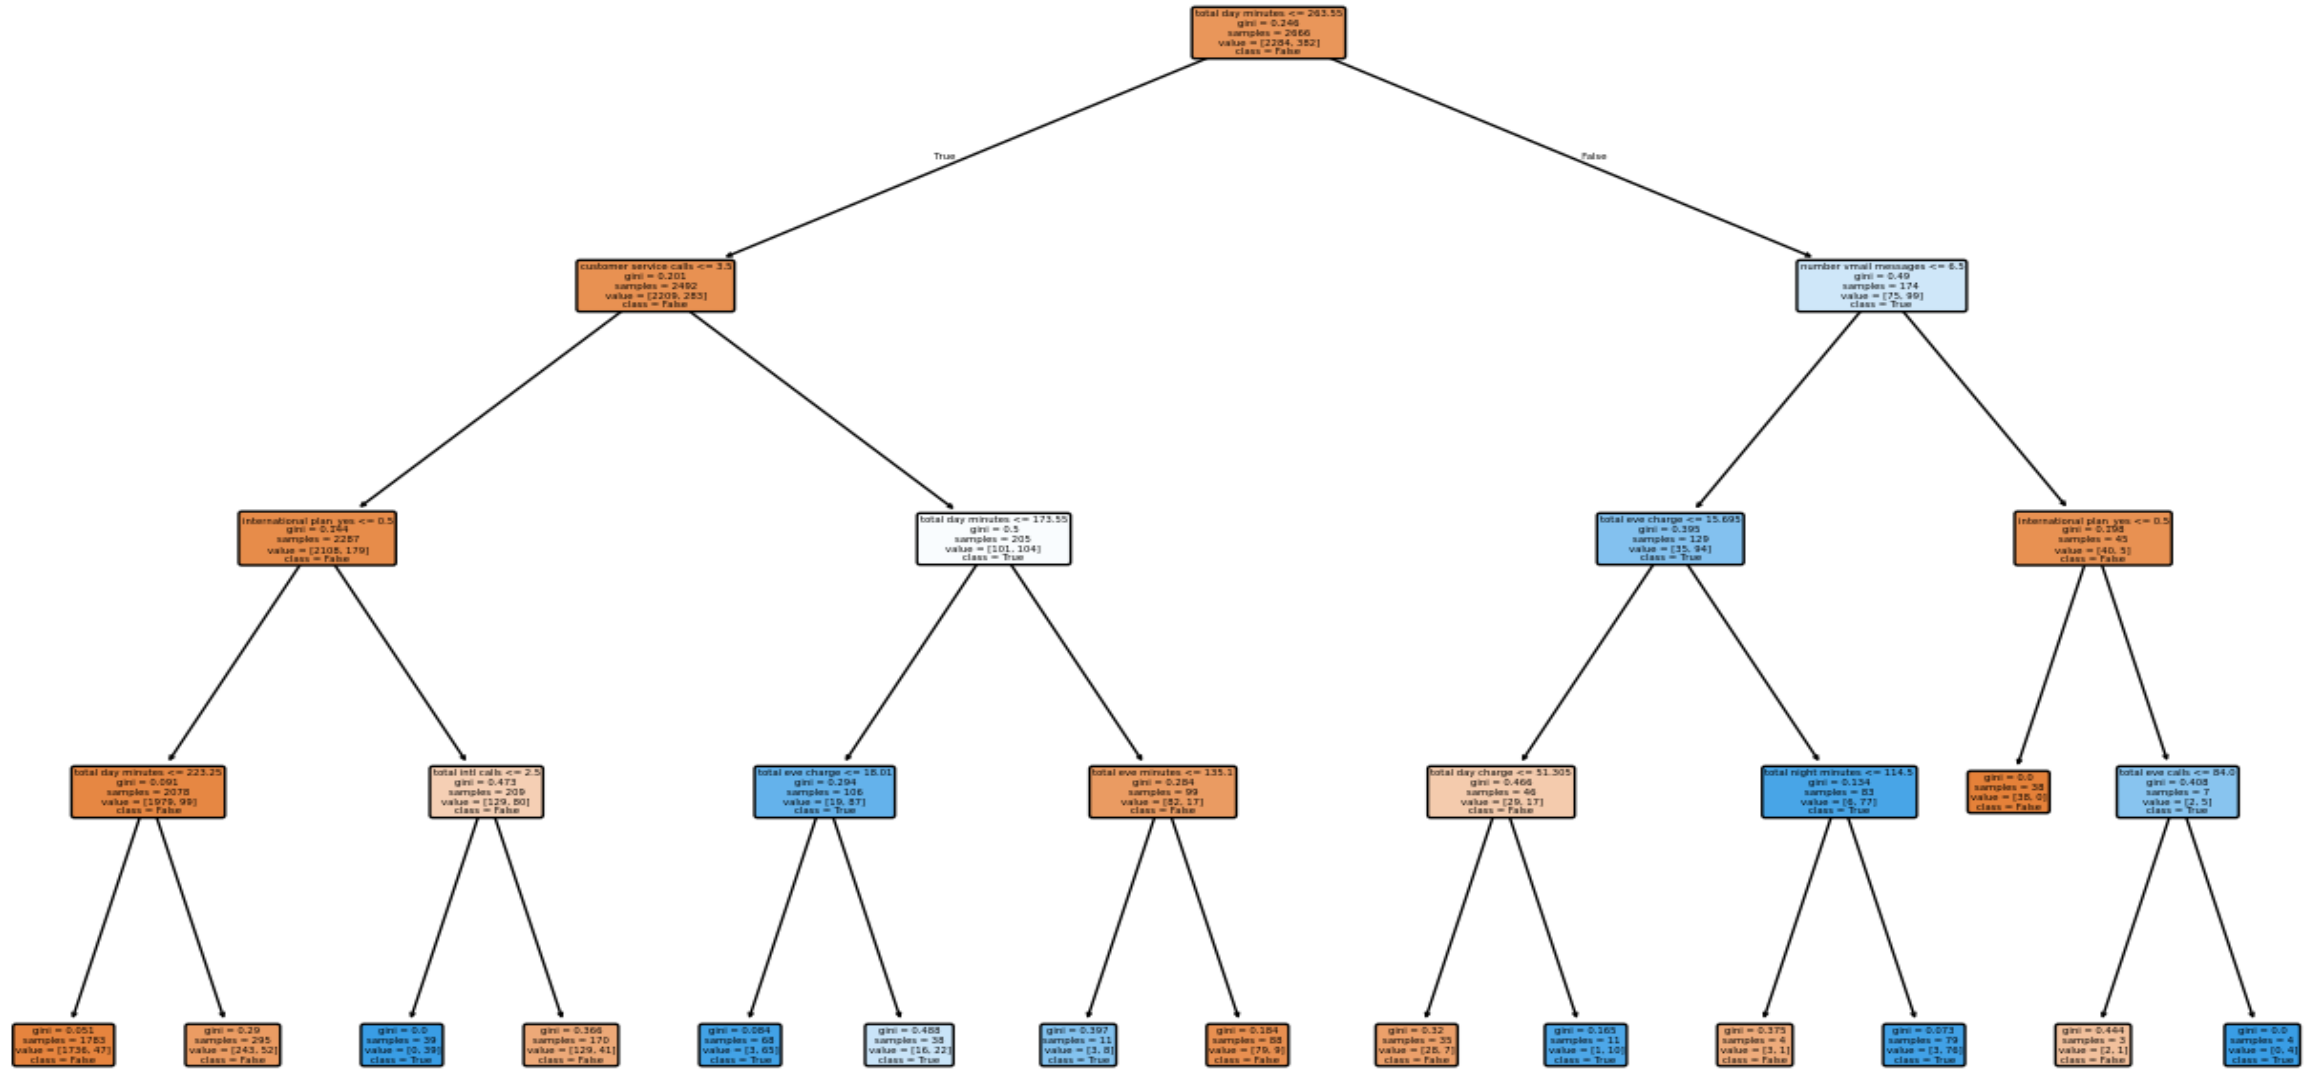 total day minutes <= 263.55
gini = 0.246
samples = 2666
value = [2284, 382]
class = False
True
False
customer service calls <= 3.5
gini = 0.201
samples = 2492
value = [2209, 283]
class = False
number vmail messages <= 6.5
gini = 0.49
samples = 174
value = [75, 99]
class = True
international plan_yes <= 0.5
gini = 0.144
samples = 2287
value = [2108, 179]
class = False
total day minutes <= 173.55
gini = 0.5
samples = 205
value = [101, 104]
class = True
total eve charge <= 15.695
gini = 0.395
samples = 129
value = [35, 94]
class = True
international plan_yes <= 0.5
gini = 0.198
samples = 45
value = [40, 5]
class = False
total day minutes <= 223.25
gini = 0.091
samples = 2078
value = [1979, 99]
class = False
total intl calls <= 2.5
gini = 0.473
samples = 209
value = [129, 80]
class = False
total eve charge <= 18.01
gini = 0.294
samples = 106
value = [19, 87]
class = True
total eve minutes <= 135.1
gini = 0.284
samples = 99
value = [82, 17]
class = False
total day charge <= 51.305
gini = 0.466
samples = 46
value = [29, 17]
class = False
total night minutes <= 114.5
gini = 0.134
samples = 83
value = [6, 77]
class = True
gini = 0.0
samples = 38
value = [38, 0]
class = False
total eve calls <= 84.0
gini = 0.408
samples = 7
value = [2, 5]
class = True
gini = 0.051
samples = 1783
value = [1736, 47]
class = False
gini = 0.29
samples = 295
value = [243, 52]
class = False
gini = 0.0
samples = 39
value = [0, 39]
class = True
gini = 0.366
samples = 170
value = [129, 41]
class = False
gini = 0.084
samples = 68
value = [3, 65]
class = True
gini = 0.488
samples = 38
value = [16, 22]
class = True
gini = 0.397
samples = 11
value = [3, 8]
class = True
gini = 0.184
samples = 88
value = [79, 9]
class = False
gini = 0.32
samples = 35
value = [28, 7]
class = False
gini = 0.165
samples = 11
value = [1, 10]
class = True
gini = 0.375
samples = 4
value = [3, 1]
class = False
gini = 0.073
samples = 79
value = [3, 76]
class = True
gini = 0.444
samples = 3
value = [2, 1]
class = False
gini = 0.0
samples = 4
value = [0, 4]
class = True